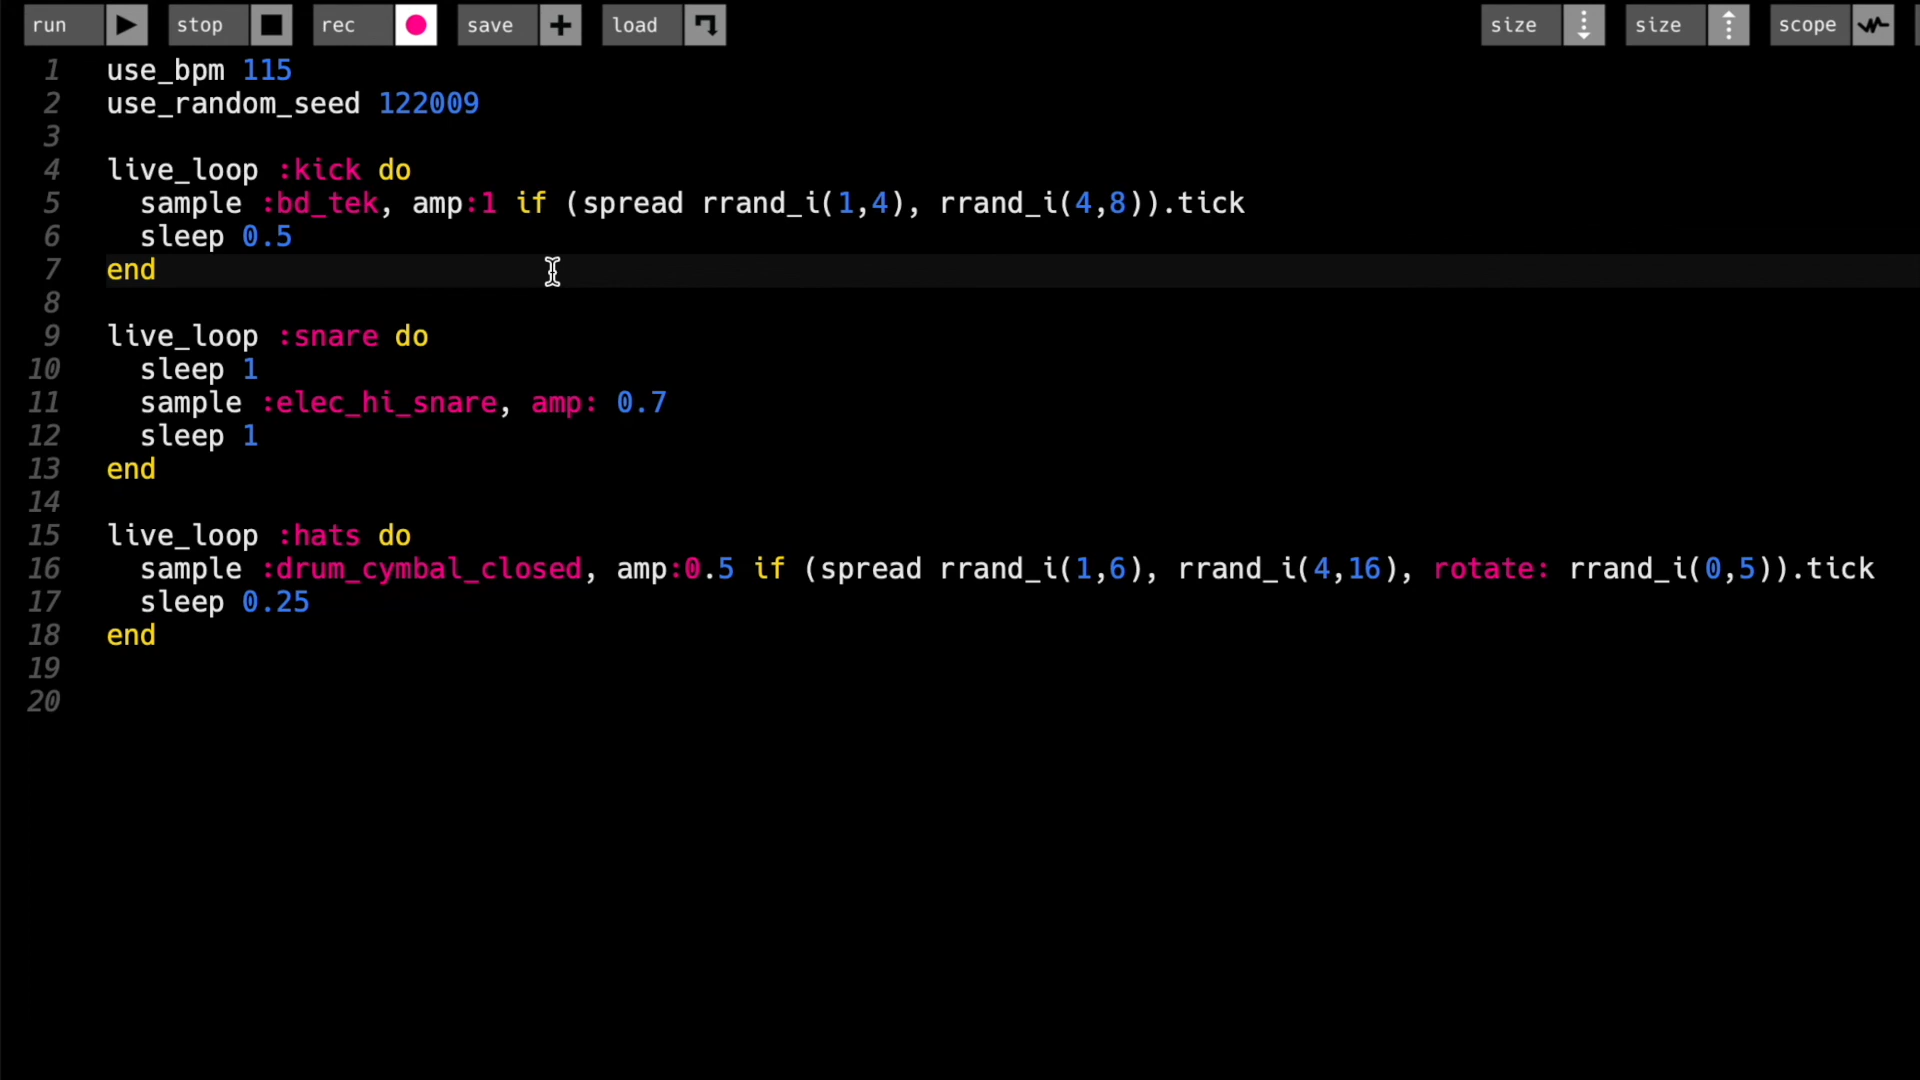 run stop rec save load size size scope
1 use_bpm 115
2 use_random_seed 122009
3
4 live_loop :kick do
5   sample :bd_tek, amp:1 if (spread rrand_i(1,4), rrand_i(4,8)).tick
6   sleep 0.5
7 end
8
9 live_loop :snare do
10   sleep 1
11   sample :elec_hi_snare, amp: 0.7
12   sleep 1
13 end
14
15 live_loop :hats do
16   sample :drum_cymbal_closed, amp:0.5 if (spread rrand_i(1,6), rrand_i(4,16), rotate: rrand_i(0,5)).tick
17   sleep 0.25
18 end
19
20